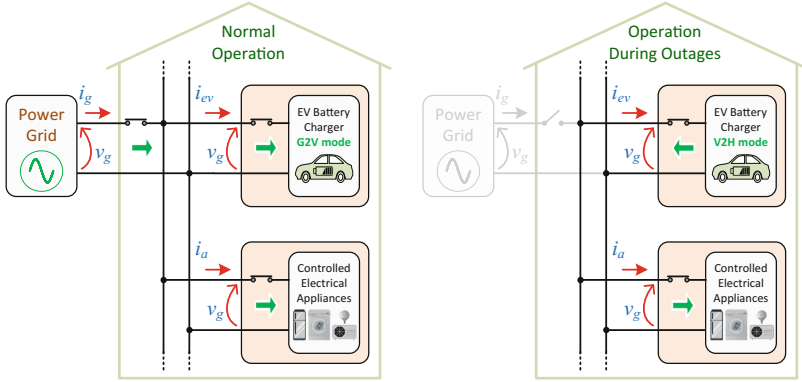 Normal
Operation
i_g
i_ev
Power
Grid
v_g
v_g
EV Battery
Charger
G2V mode
i_a
v_g
Controlled
Electrical
Appliances
Operation
During Outages
i_g
i_ev
Power
Grid
v_g
v_g
EV Battery
Charger
V2H mode
i_a
v_g
Controlled
Electrical
Appliances